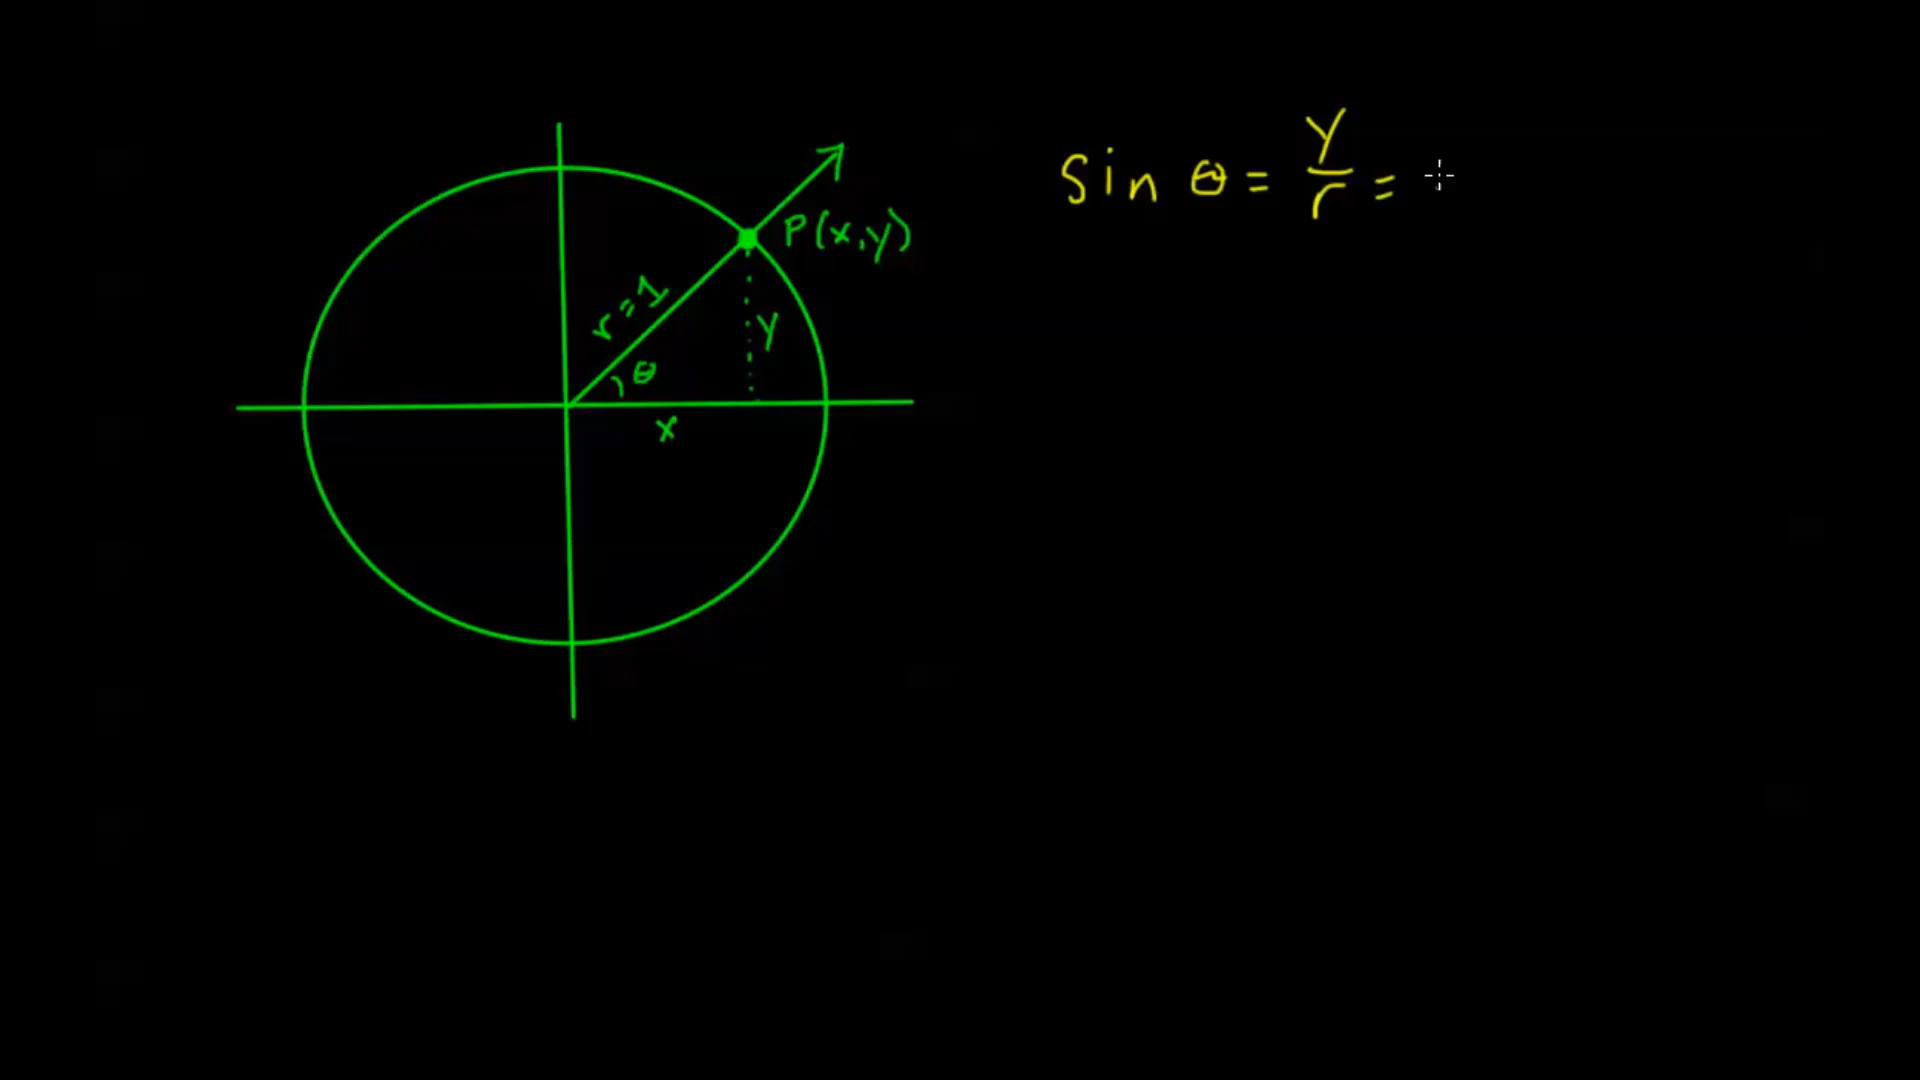 Sin θ = y/r =
P(x,y)
r=1
y
θ
x